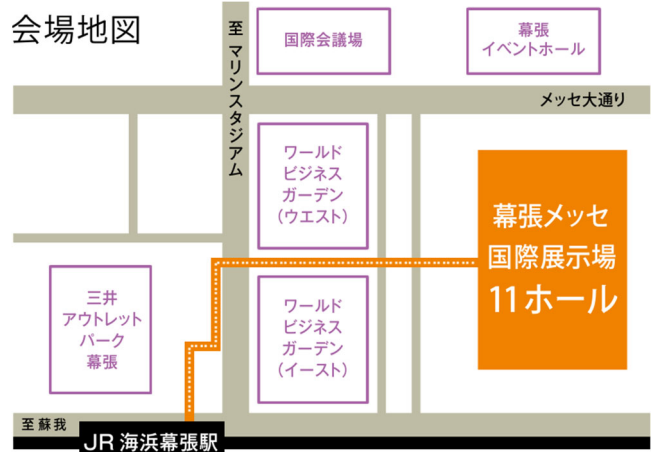 会場地図
至 マリンスタジアム
国際会議場
幕張
イベントホール
メッセ大通り
ワールド
ビジネス
ガーデン
(ウエスト)
幕張メッセ
国際展示場
11ホール
三井
アウトレット
パーク
幕張
ワールド
ビジネス
ガーデン
(イースト)
至蘇我
JR 海浜幕張駅